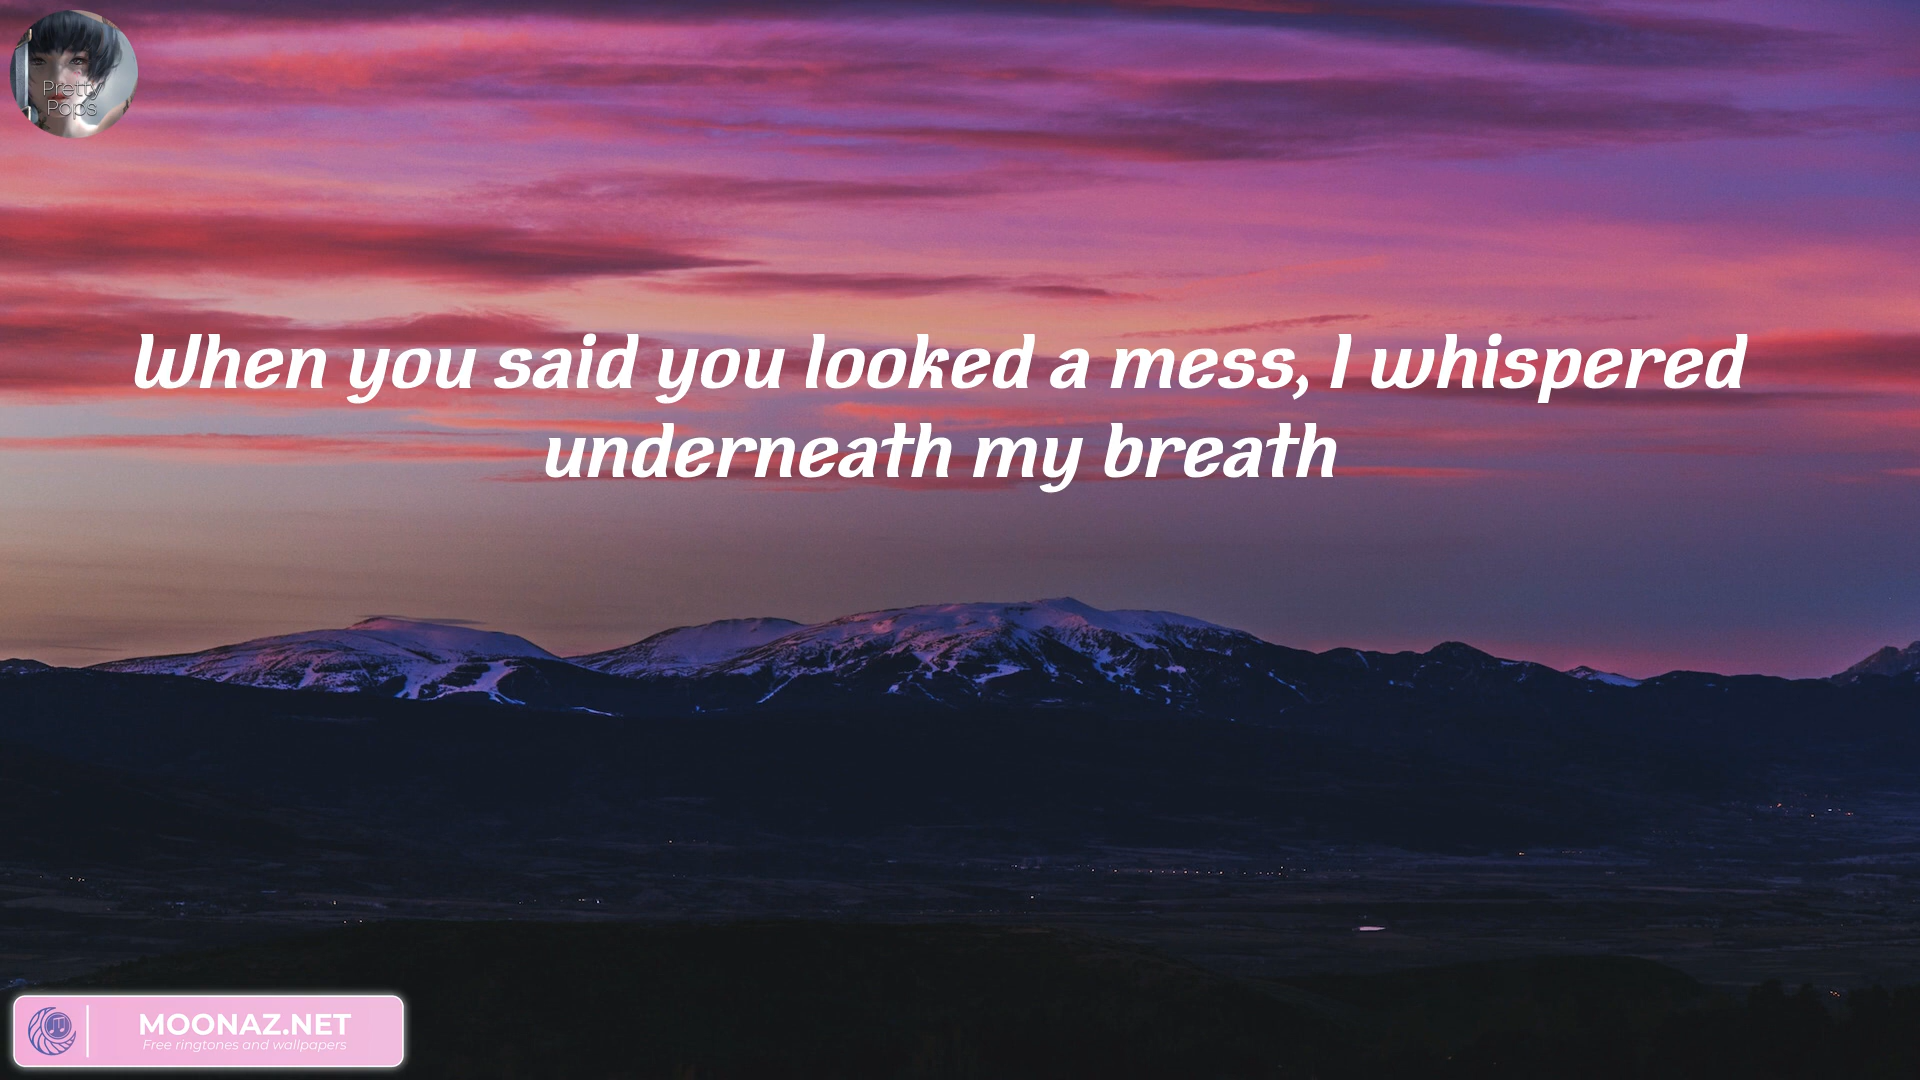 Pretty
Pops
When you said you looked a mess, I whispered
underneath my breath
MOONAZ.NET
Free ringtones and wallpapers